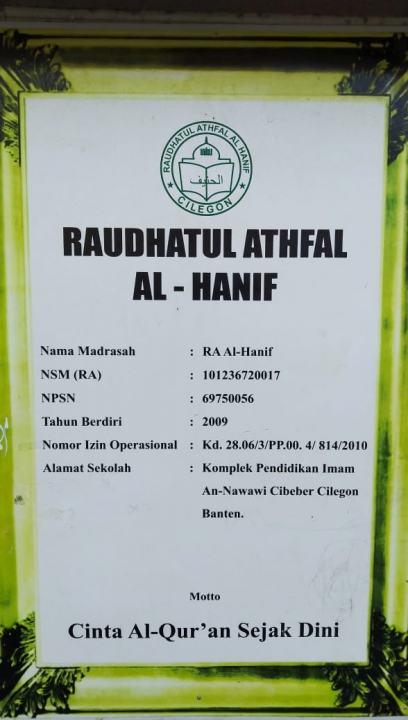 RAUDHATUL ATHFAL AL HANIF
الحنيف
★ CILEGON ★
RAUDHATUL ATHFAL
AL - HANIF
Nama Madrasah : RA Al-Hanif
NSM (RA) : 101236720017
NPSN : 69750056
Tahun Berdiri : 2009
Nomor Izin Operasional : Kd. 28.06/3/PP.00. 4/ 814/2010
Alamat Sekolah : Komplek Pendidikan Imam
An-Nawawi Cibeber Cilegon
Banten.
Motto
Cinta Al-Qur'an Sejak Dini